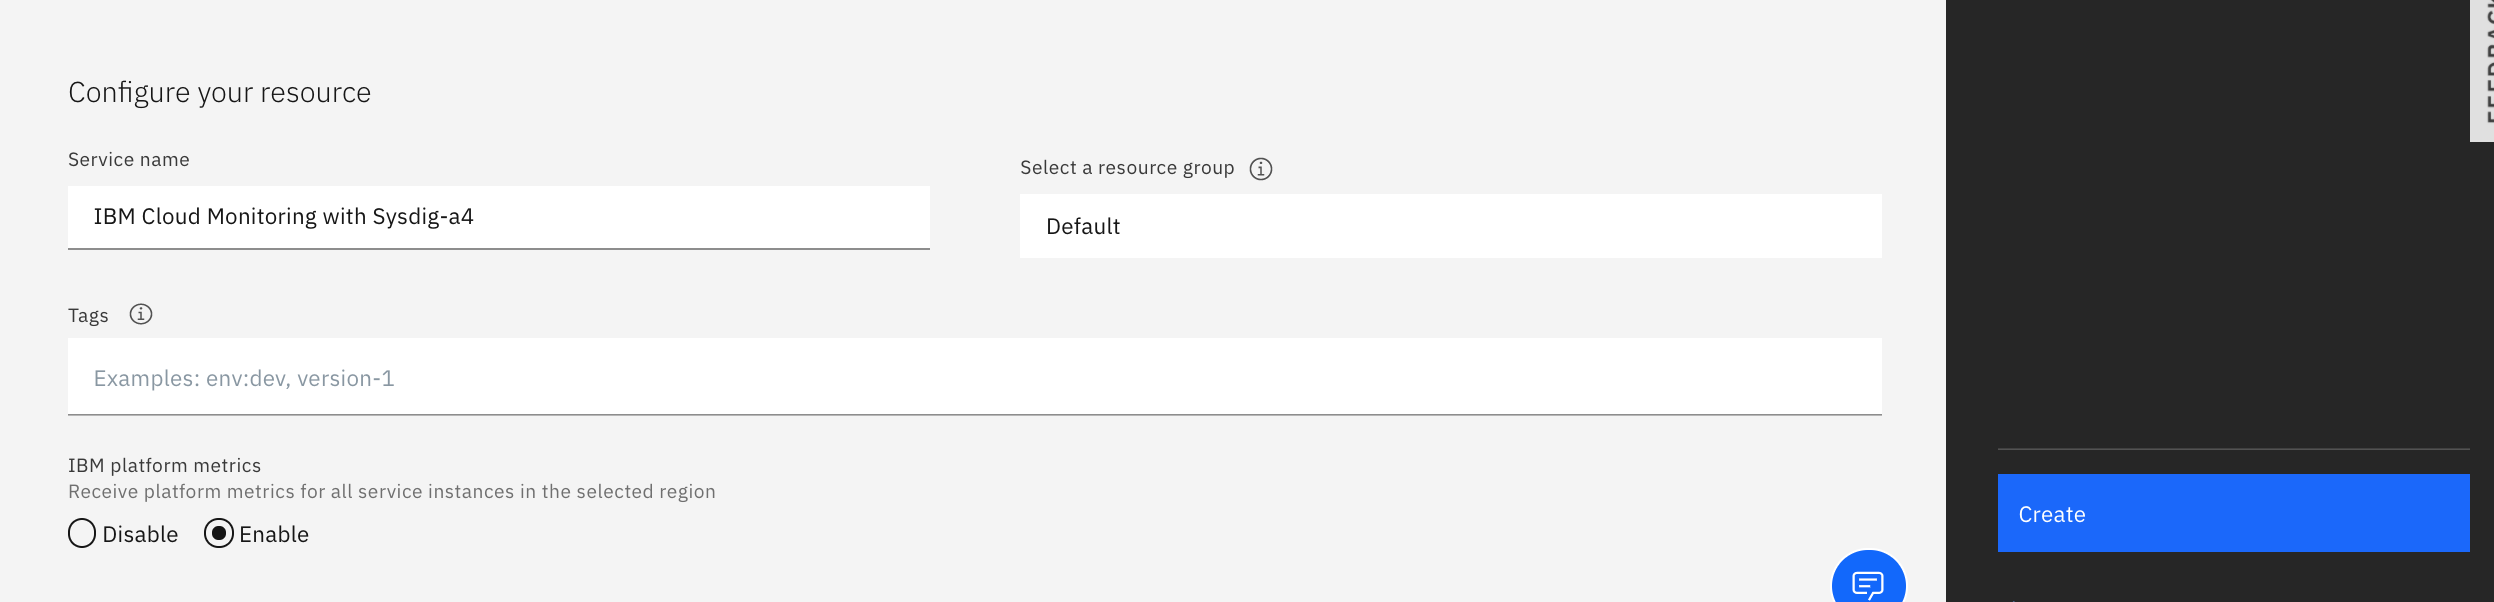 Configure your resource
Service name
IBM Cloud Monitoring with Sysdig-a4
Select a resource group
Default
Tags
Examples: env:dev, version-1
IBM platform metrics
Receive platform metrics for all service instances in the selected region
Disable
Enable
Create
FEEDBACK